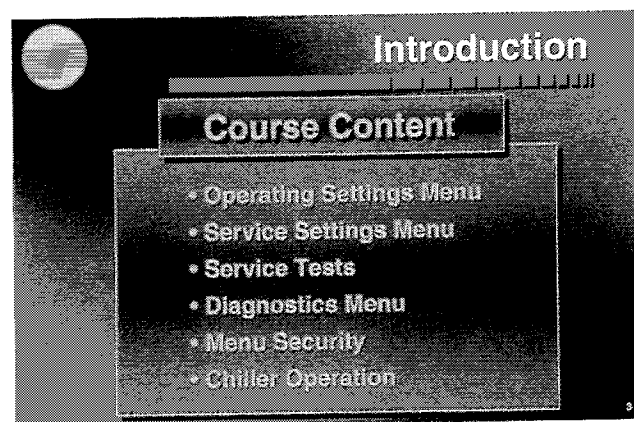 Introduction
Course Content
• Operating Settings Menu
• Service Settings Menu
• Service Tests
• Diagnostics Menu
• Menu Security
• Chiller Operation
3